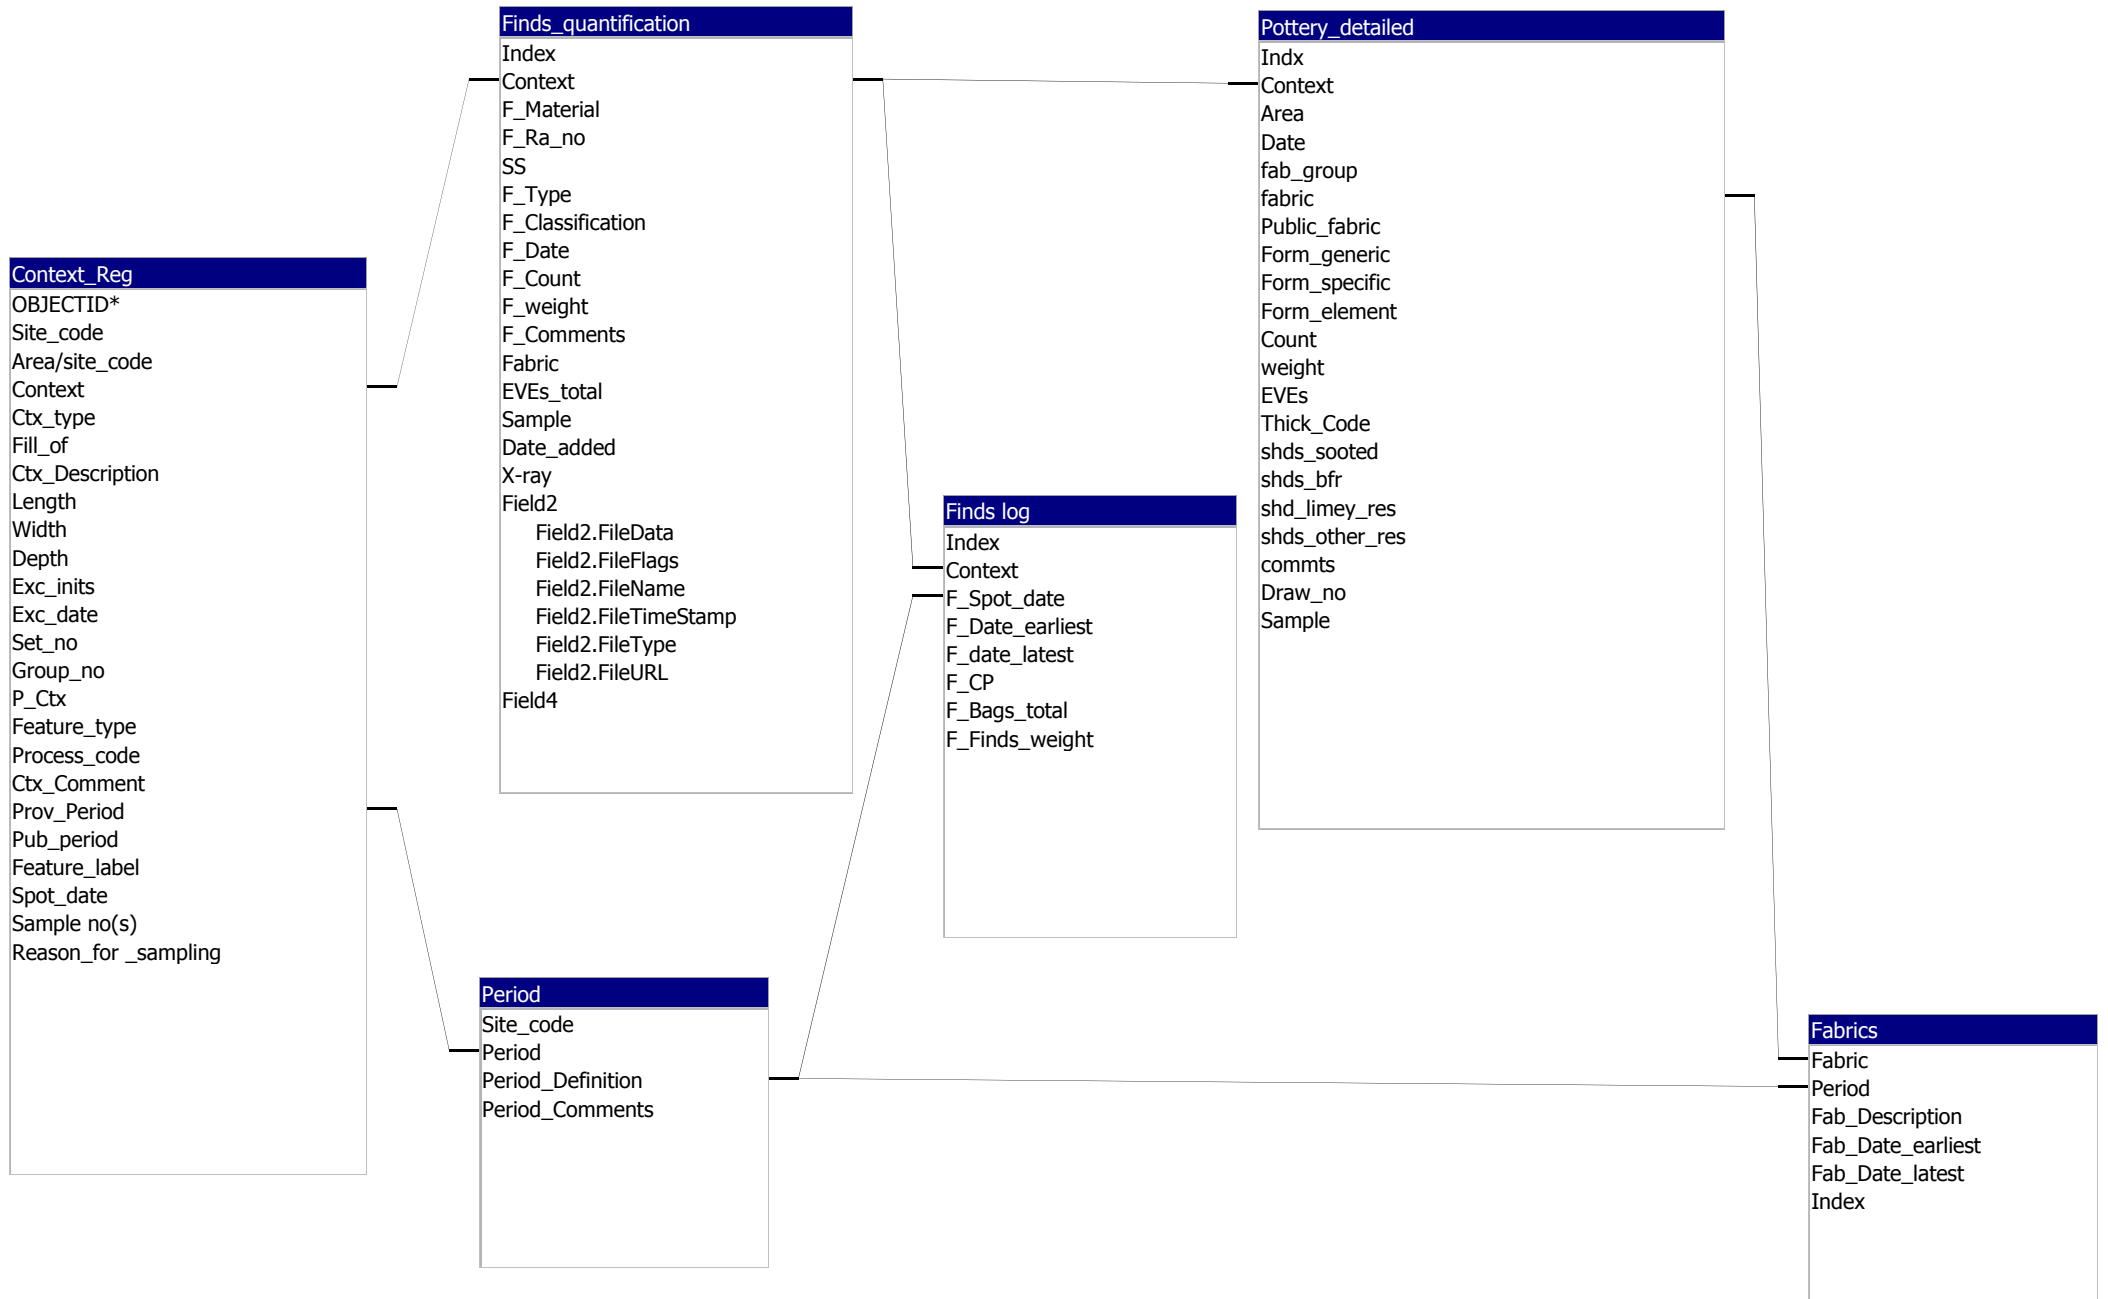 Finds_quantification
Index
Context
F_Material
F_Ra_no
SS
F_Type
F_Classification
F_Date
F_Count
F_weight
F_Comments
Fabric
EVEs_total
Sample
Date_added
X-ray
Field2
Field2.FileData
Field2.FileFlags
Field2.FileName
Field2.FileTimeStamp
Field2.FileType
Field2.FileURL
Field4
Pottery_detailed
Indx
Context
Area
Date
fab_group
fabric
Public_fabric
Form_generic
Form_specific
Form_element
Count
weight
EVEs
Thick_Code
shds_sooted
shds_bfr
shd_limey_res
shds_other_res
commts
Draw_no
Sample
Context_Reg
OBJECTID*
Site_code
Area/site_code
Context
Ctx_type
Fill_of
Ctx_Description
Length
Width
Depth
Exc_inits
Exc_date
Set_no
Group_no
P_Ctx
Feature_type
Process_code
Ctx_Comment
Prov_Period
Pub_period
Feature_label
Spot_date
Sample no(s)
Reason_for _sampling
Finds log
Index
Context
F_Spot_date
F_Date_earliest
F_date_latest
F_CP
F_Bags_total
F_Finds_weight
Period
Site_code
Period
Period_Definition
Period_Comments
Fabrics
Fabric
Period
Fab_Description
Fab_Date_earliest
Fab_Date_latest
Index